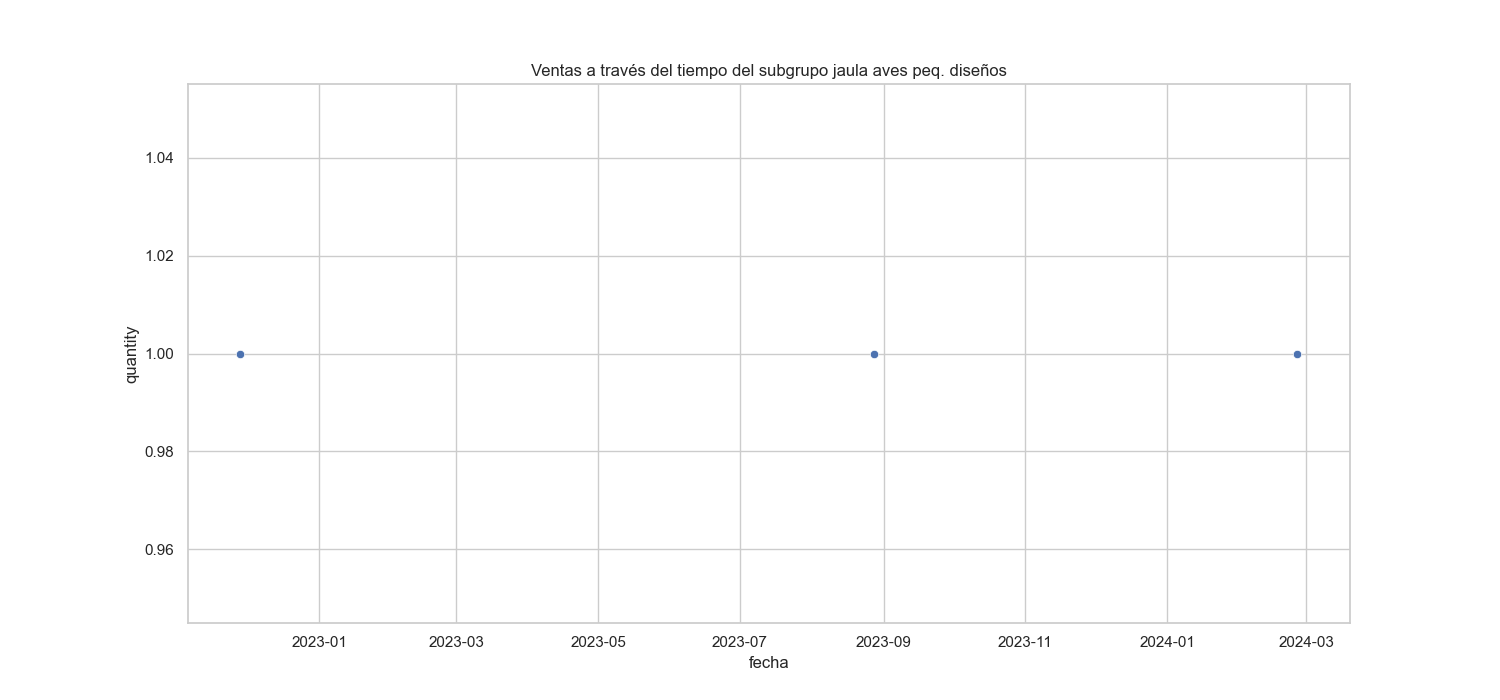 Ventas a través del tiempo del subgrupo jaula aves peq. diseños
1.04
1.02
1.00
0.98
0.96
quantity
2023-01 2023-03 2023-05 2023-07 2023-09 2023-11 2024-01 2024-03
fecha